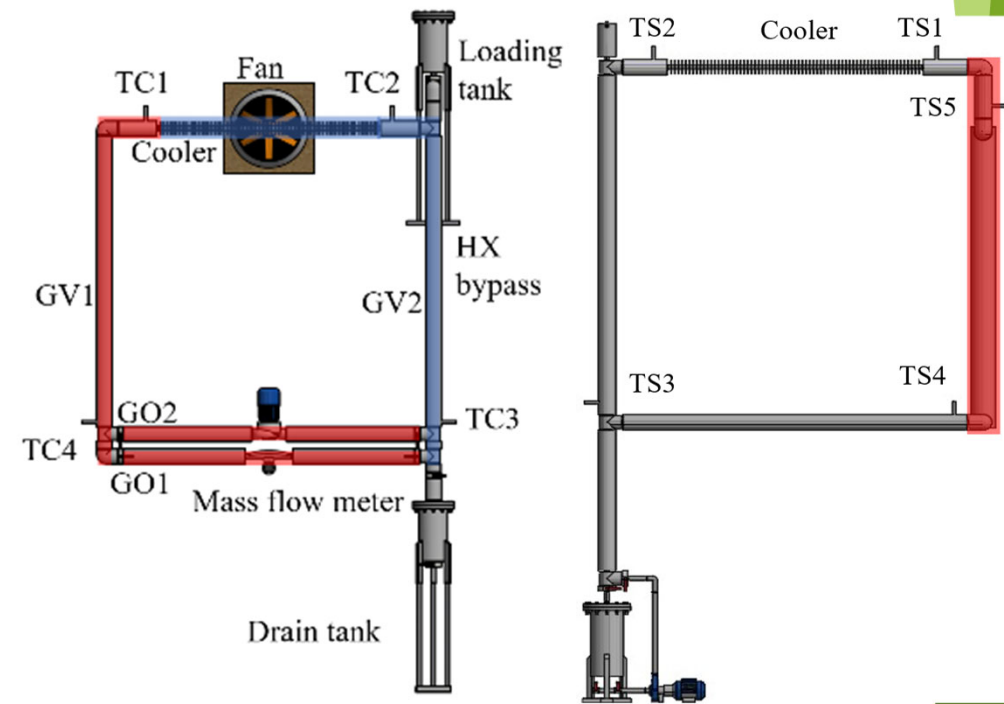 Fan
TC1
TC2
Loading
tank
Cooler
GV1
GV2
HX
bypass
GO2
TC3
TC4
GO1
Mass flow meter
Drain tank
TS2
Cooler
TS1
TS5
TS3
TS4